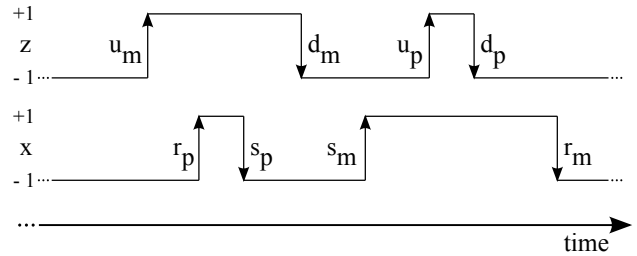 +1
z u_m d_m u_p d_p
- 1 ... ...
+1
x r_p s_p s_m r_m
- 1 ... ...
...
time